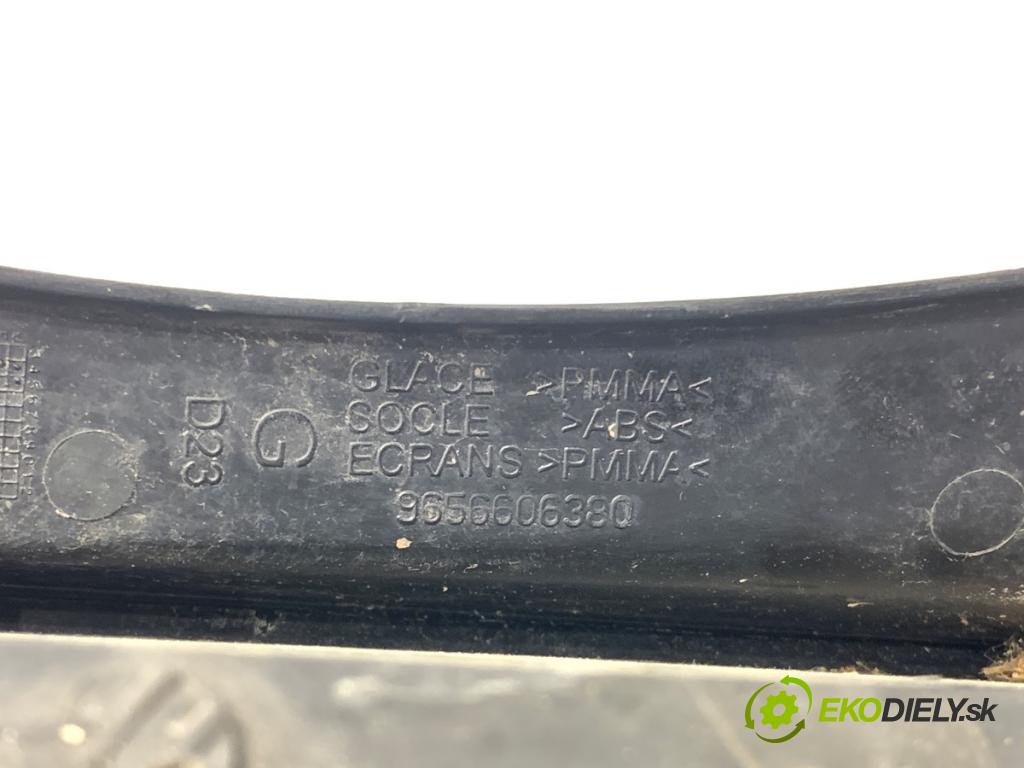 GLACE >PMMA<
SOCLE >ABS<
ECRANS >PMMA<
9656606380
G
D23
EKODIELY.sk